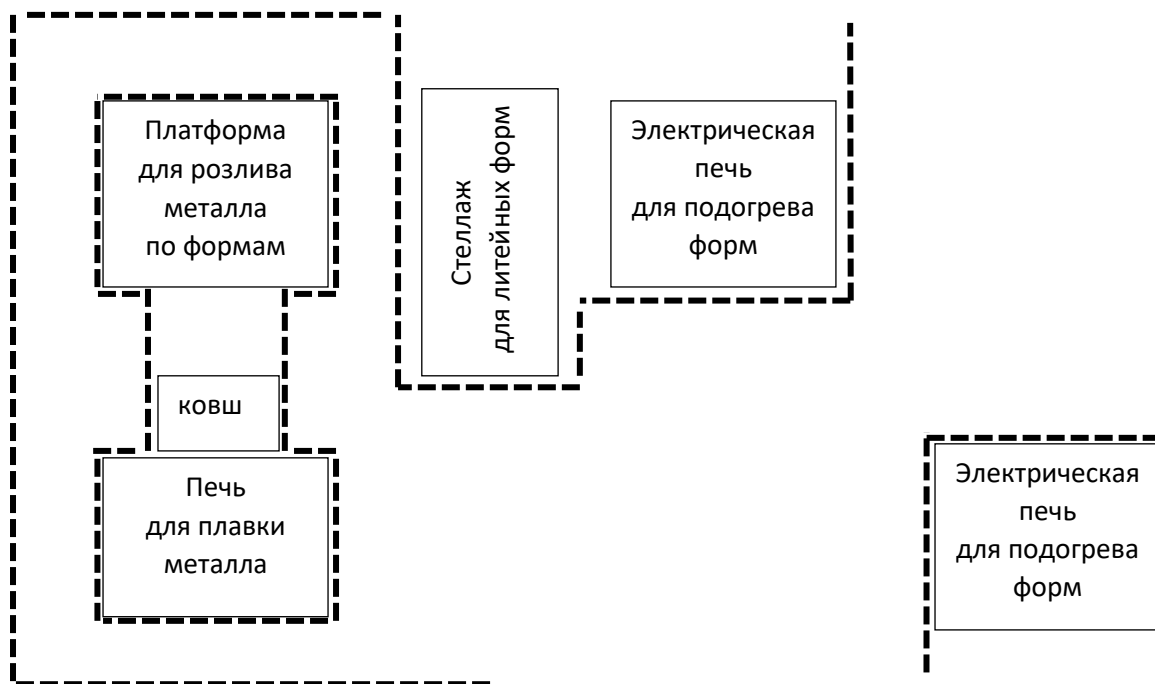 Платформа
для розлива
металла
по формам
Стеллаж
для литейных форм
Электрическая
печь
для подогрева
форм
ковш
Печь
для плавки
металла
Электрическая
печь
для подогрева
форм